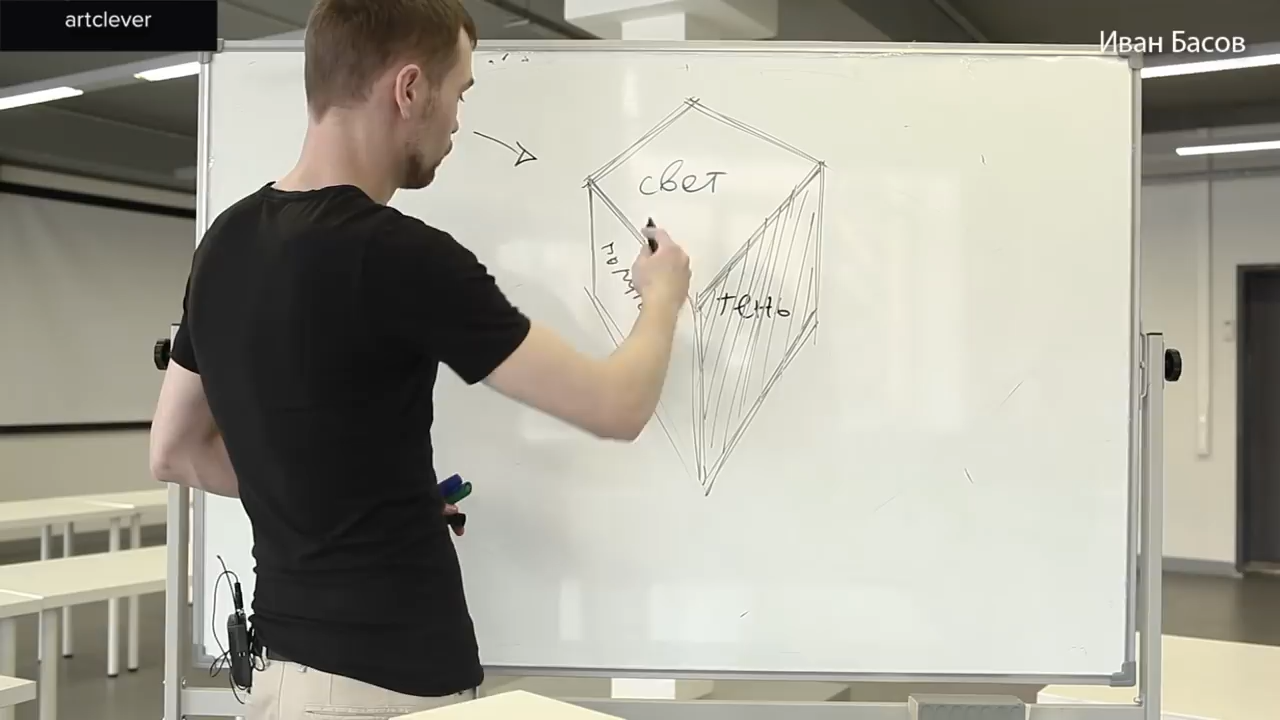 artclever
Иван Басов
свет
тень